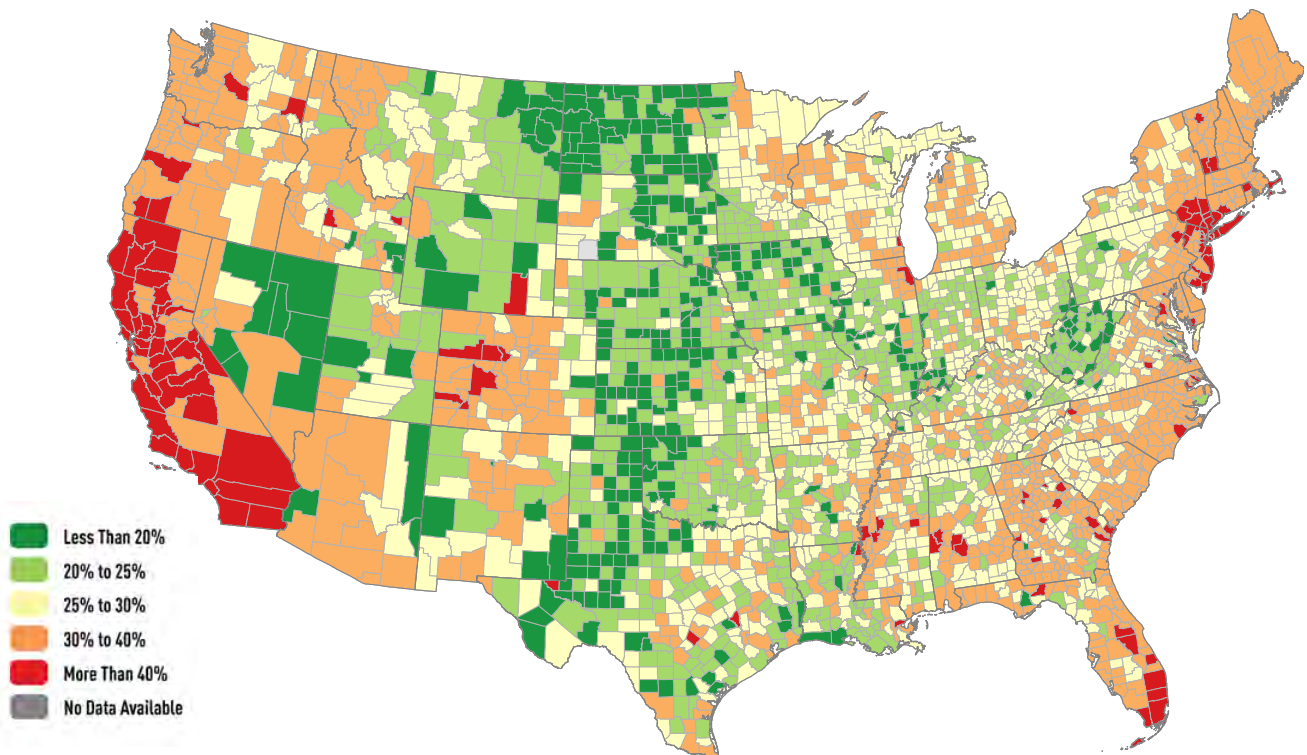 Less Than 20%
20% to 25%
25% to 30%
30% to 40%
More Than 40%
No Data Available